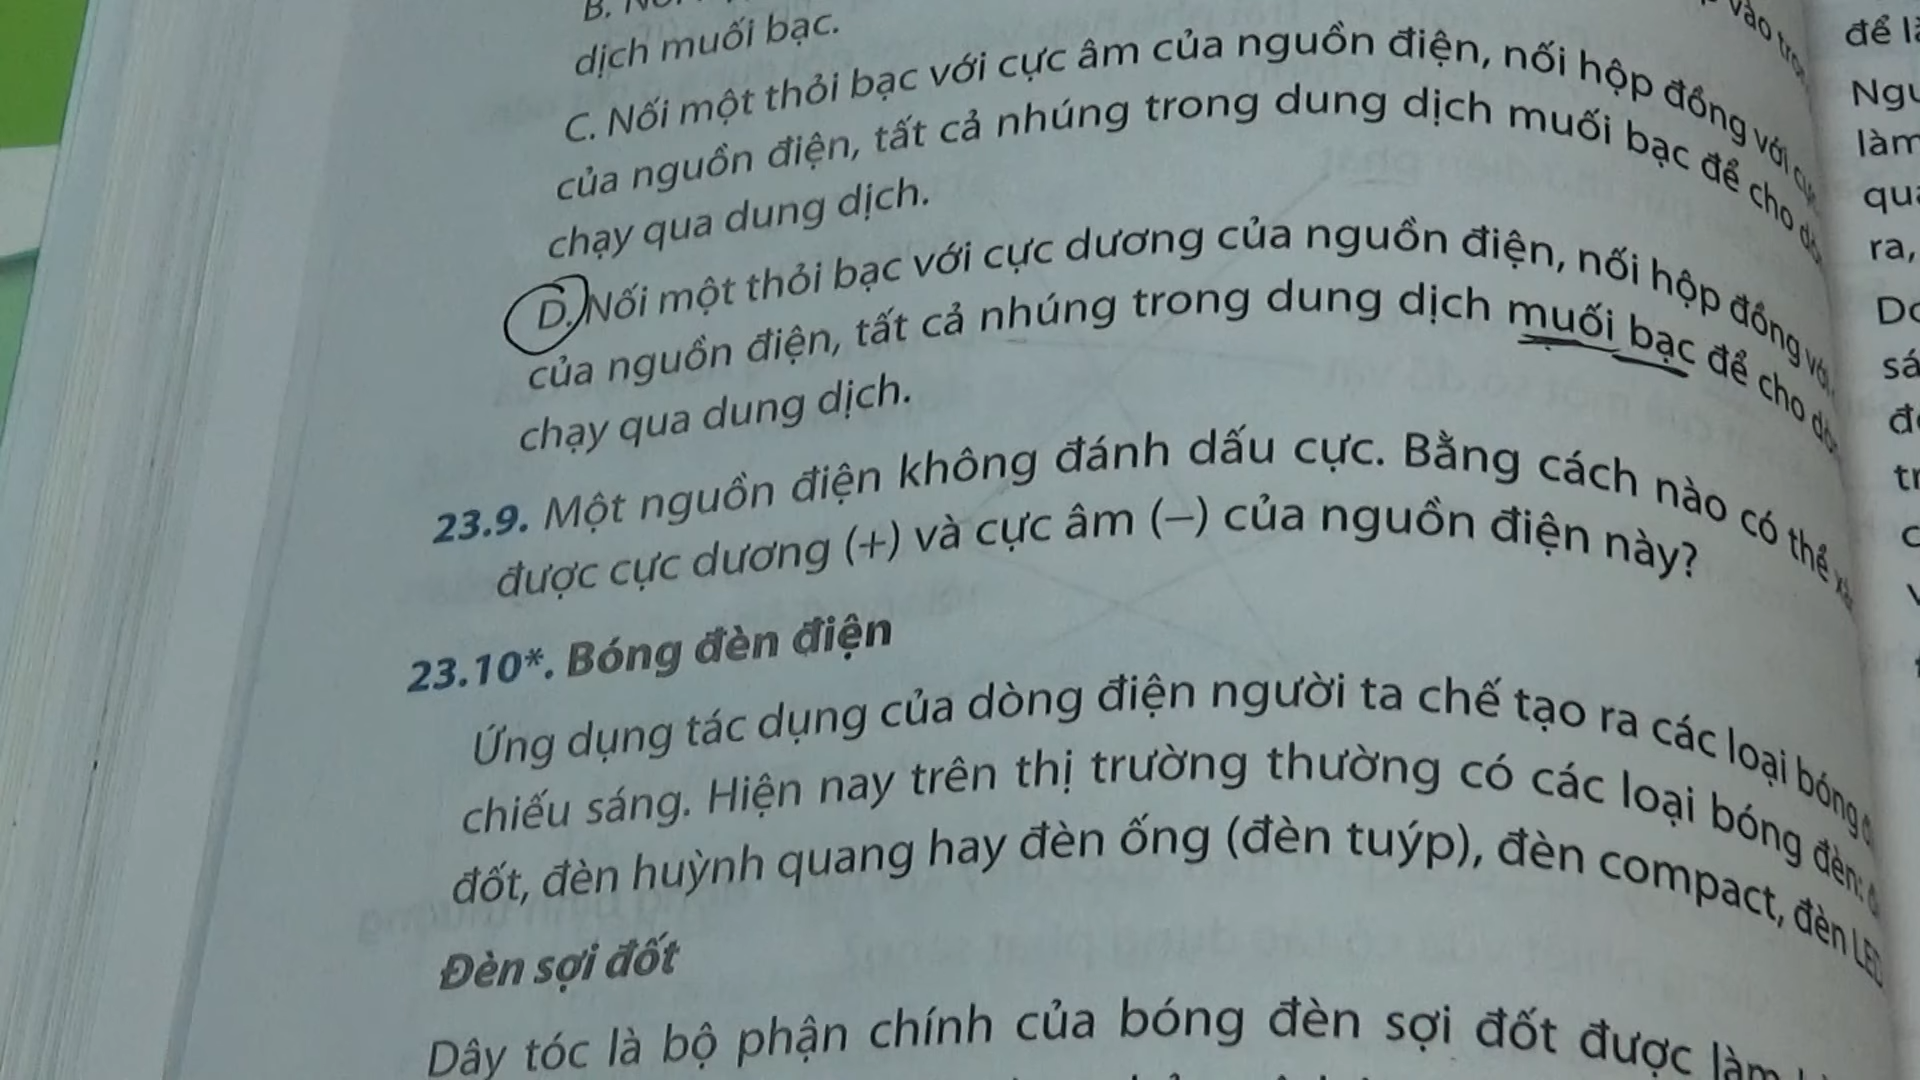 B.
dịch muối bạc.
C. Nối một thỏi bạc với cực âm của nguồn điện, nối hộp đồng với
của nguồn điện, tất cả nhúng trong dung dịch muối bạc để cho
chạy qua dung dịch.
D. Nối một thỏi bạc với cực dương của nguồn điện, nối hộp đồng với
của nguồn điện, tất cả nhúng trong dung dịch muối bạc để cho
chạy qua dung dịch.
23.9. Một nguồn điện không đánh dấu cực. Bằng cách nào có thể
được cực dương (+) và cực âm (–) của nguồn điện này?
23.10*. Bóng đèn điện
Ứng dụng tác dụng của dòng điện người ta chế tạo ra các loại bóng
chiếu sáng. Hiện nay trên thị trường thường có các loại bóng đèn:
đốt, đèn huỳnh quang hay đèn ống (đèn tuýp), đèn compact, đèn LED
Đèn sợi đốt
Dây tóc là bộ phận chính của bóng đèn sợi đốt được làm
vào
để
làm
ra,